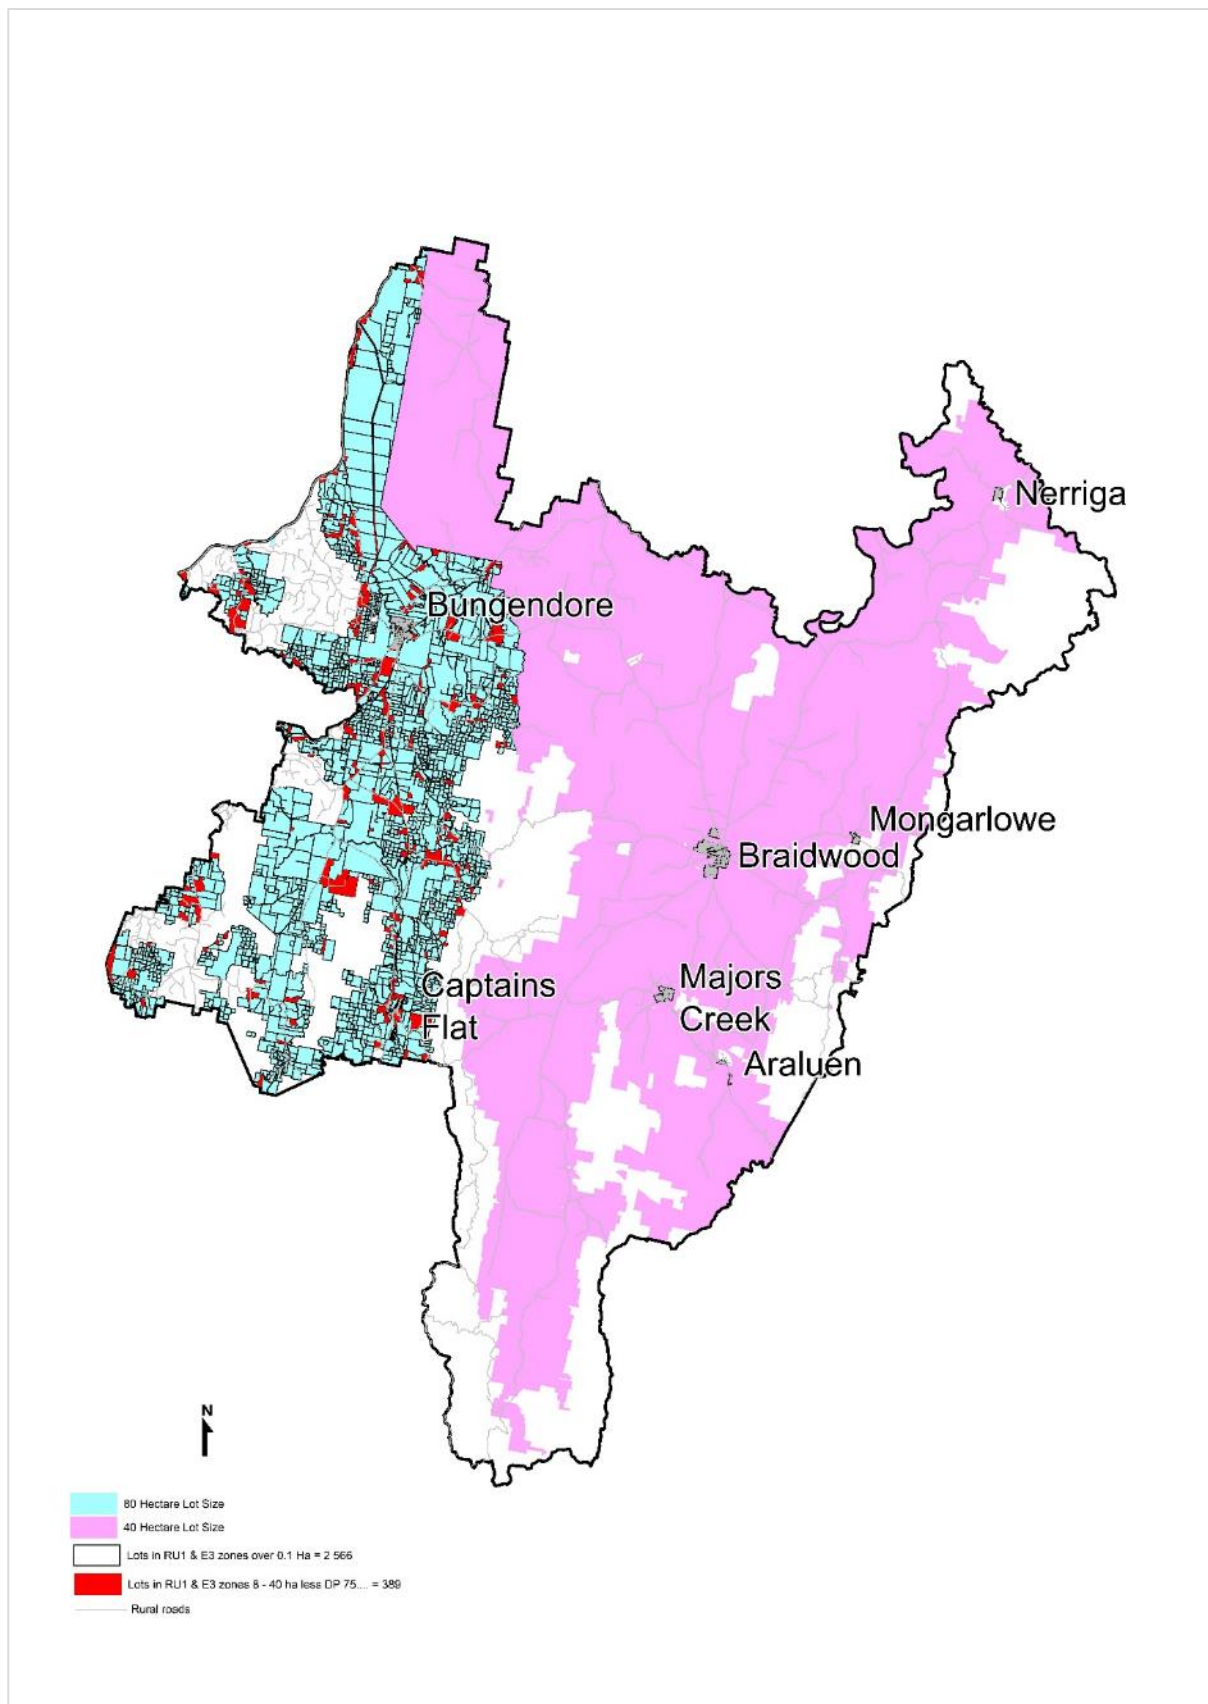 Nerriga
Bungendore
Mongarlowe
Braidwood
Captains
Flat
Majors
Creek
Araluen
N
80 Hectare Lot Size
40 Hectare Lot Size
Lots in RU1 & E3 zones over 0.1 Ha = 2 566
Lots in RU1 & E3 zones 8 - 40 ha less DP 75.... = 389
Rural roads